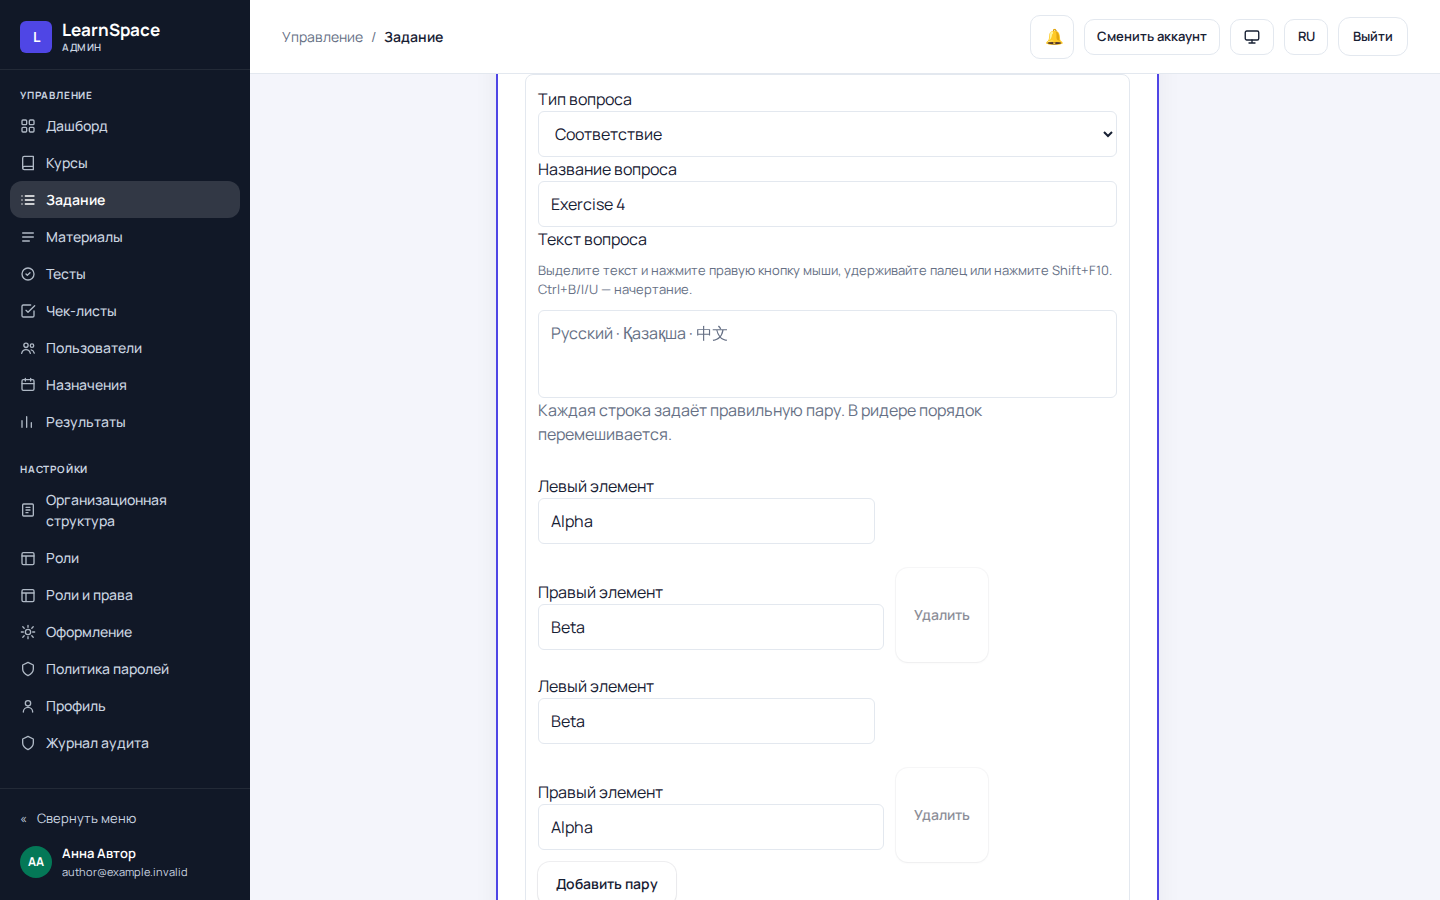 L
LearnSpace
АДМИН
УПРАВЛЕНИЕ
Дашборд
Курсы
Задание
Материалы
Тесты
Чек-листы
Пользователи
Назначения
Результаты
НАСТРОЙКИ
Организационная
структура
Роли
Роли и права
Оформление
Политика паролей
Профиль
Журнал аудита
« Свернуть меню
AA
Анна Автор
author@example.invalid
Управление / Задание
Сменить аккаунт
RU
Выйти
Тип вопроса
Соответствие
Название вопроса
Exercise 4
Текст вопроса
Выделите текст и нажмите правую кнопку мыши, удерживайте палец или нажмите Shift+F10.
Ctrl+B/I/U — начертание.
Русский · Қазақша · 中文
Каждая строка задаёт правильную пару. В ридере порядок
перемешивается.
Левый элемент
Alpha
Правый элемент
Beta
Удалить
Левый элемент
Beta
Правый элемент
Alpha
Удалить
Добавить пару